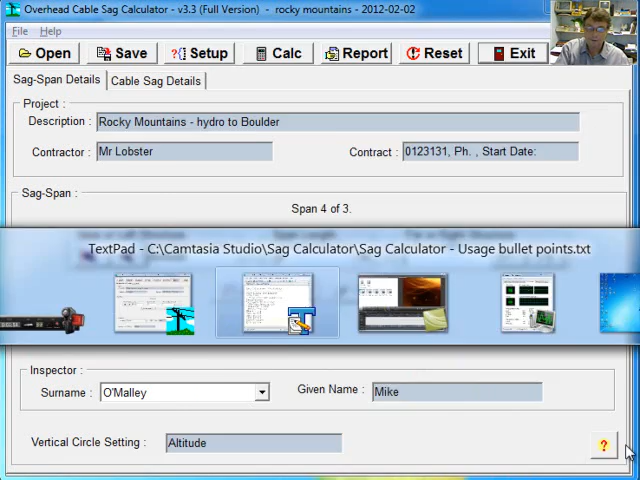 Overhead Cable Sag Calculator - v3.3 (Full Version) - rocky mountains - 2012-02-02
File Help
Open Save Setup Calc Report Reset Exit
Sag-Span Details Cable Sag Details
Project :
Description : Rocky Mountains - hydro to Boulder
Contractor : Mr Lobster Contract : 0123131, Ph. , Start Date:
Sag-Span :
Span 4 of 3.
TextPad - C:\Camtasia Studio\Sag Calculator\Sag Calculator - Usage bullet points.txt
Inspector :
Surname : O'Malley Given Name : Mike
Vertical Circle Setting : Altitude
?